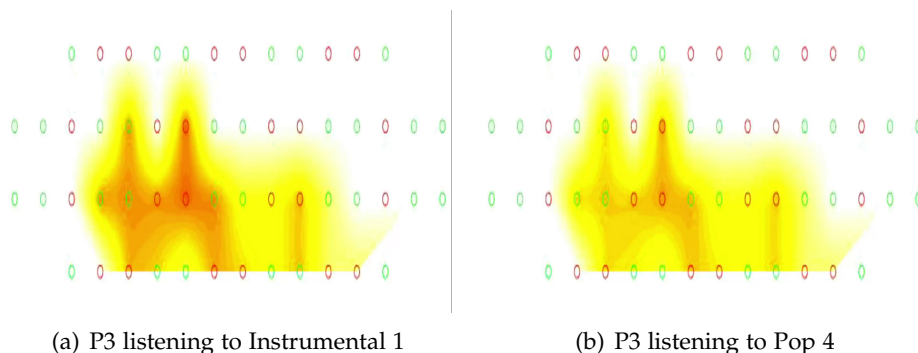 (a) P3 listening to Instrumental 1
(b) P3 listening to Pop 4